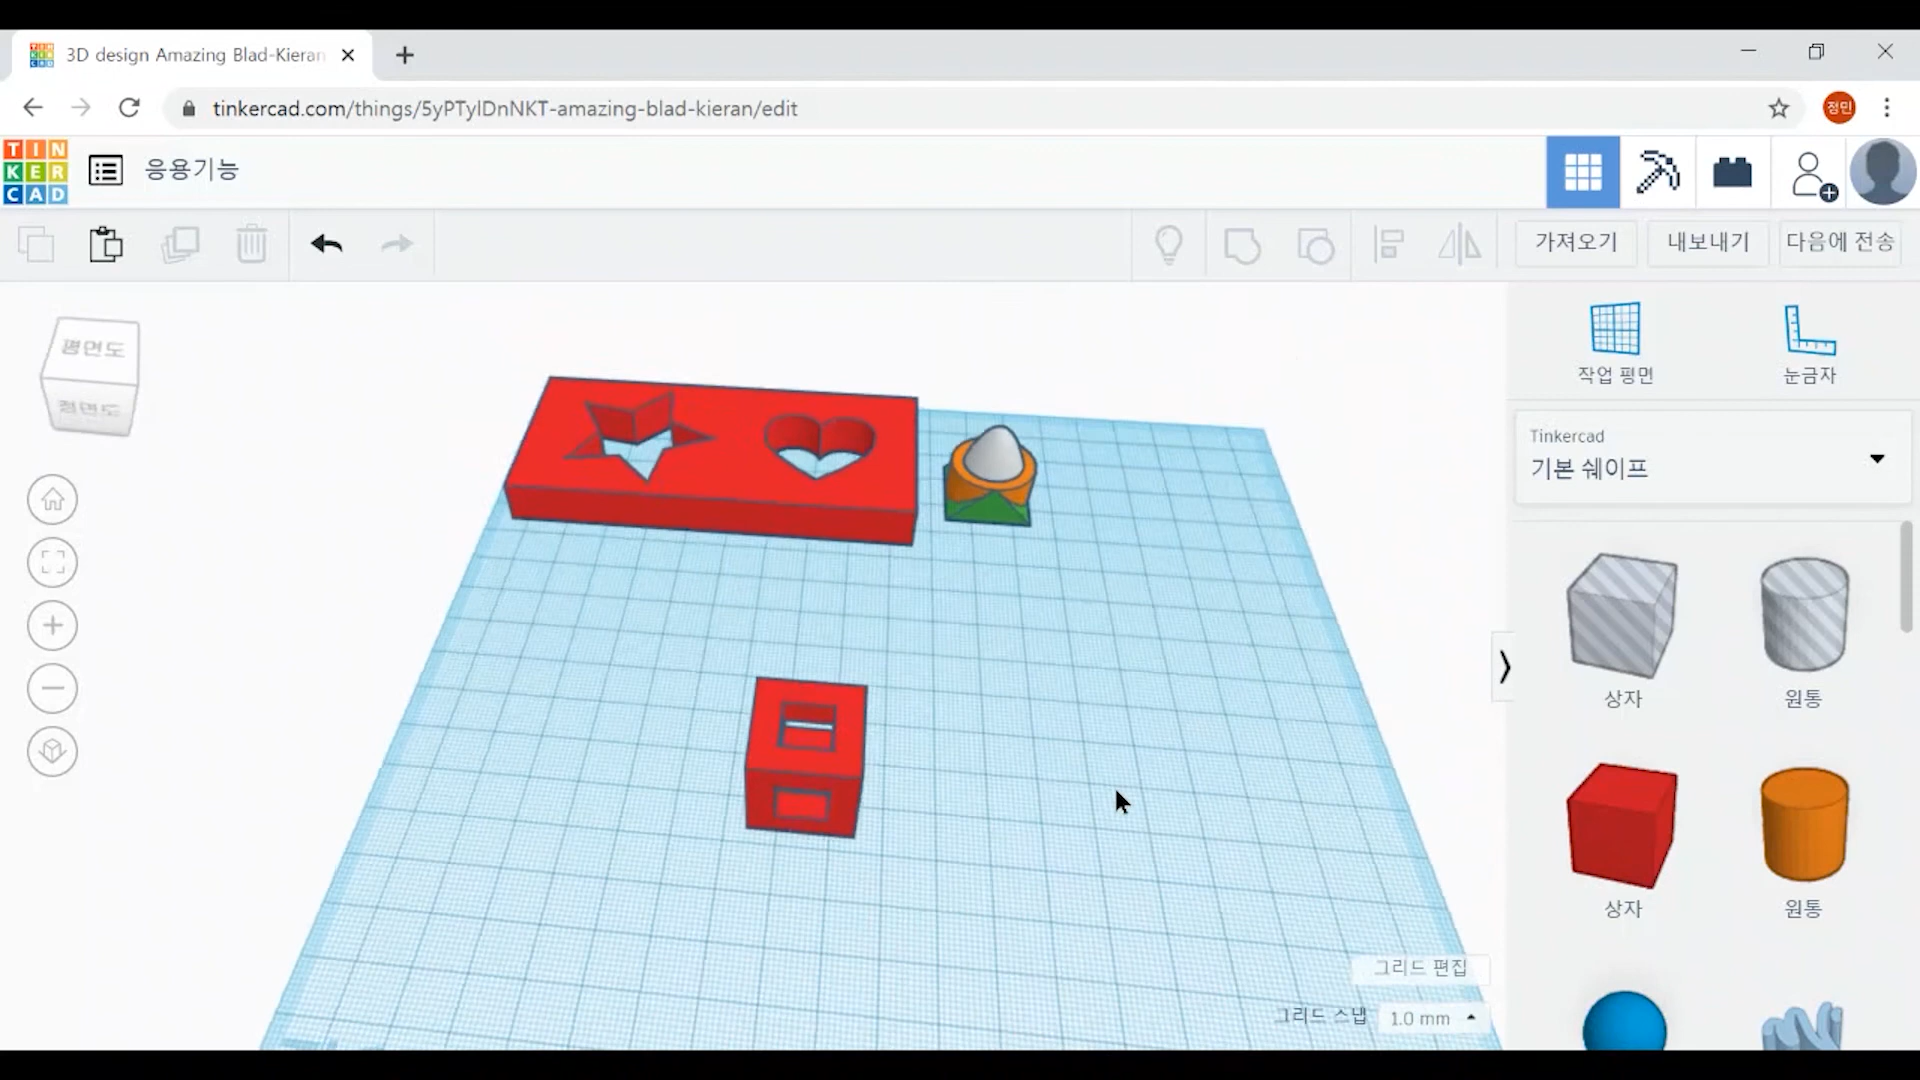 3D design Amazing Blad-Kieran
tinkercad.com/things/5yPTylDnNKT-amazing-blad-kieran/edit
정민
TIN
KER
CAD
응용기능
가져오기
내보내기
다음에 전송
평면도
정면도
작업 평면
눈금자
Tinkercad
기본 쉐이프
상자
원통
상자
원통
그리드 편집
그리드 스냅
1.0 mm